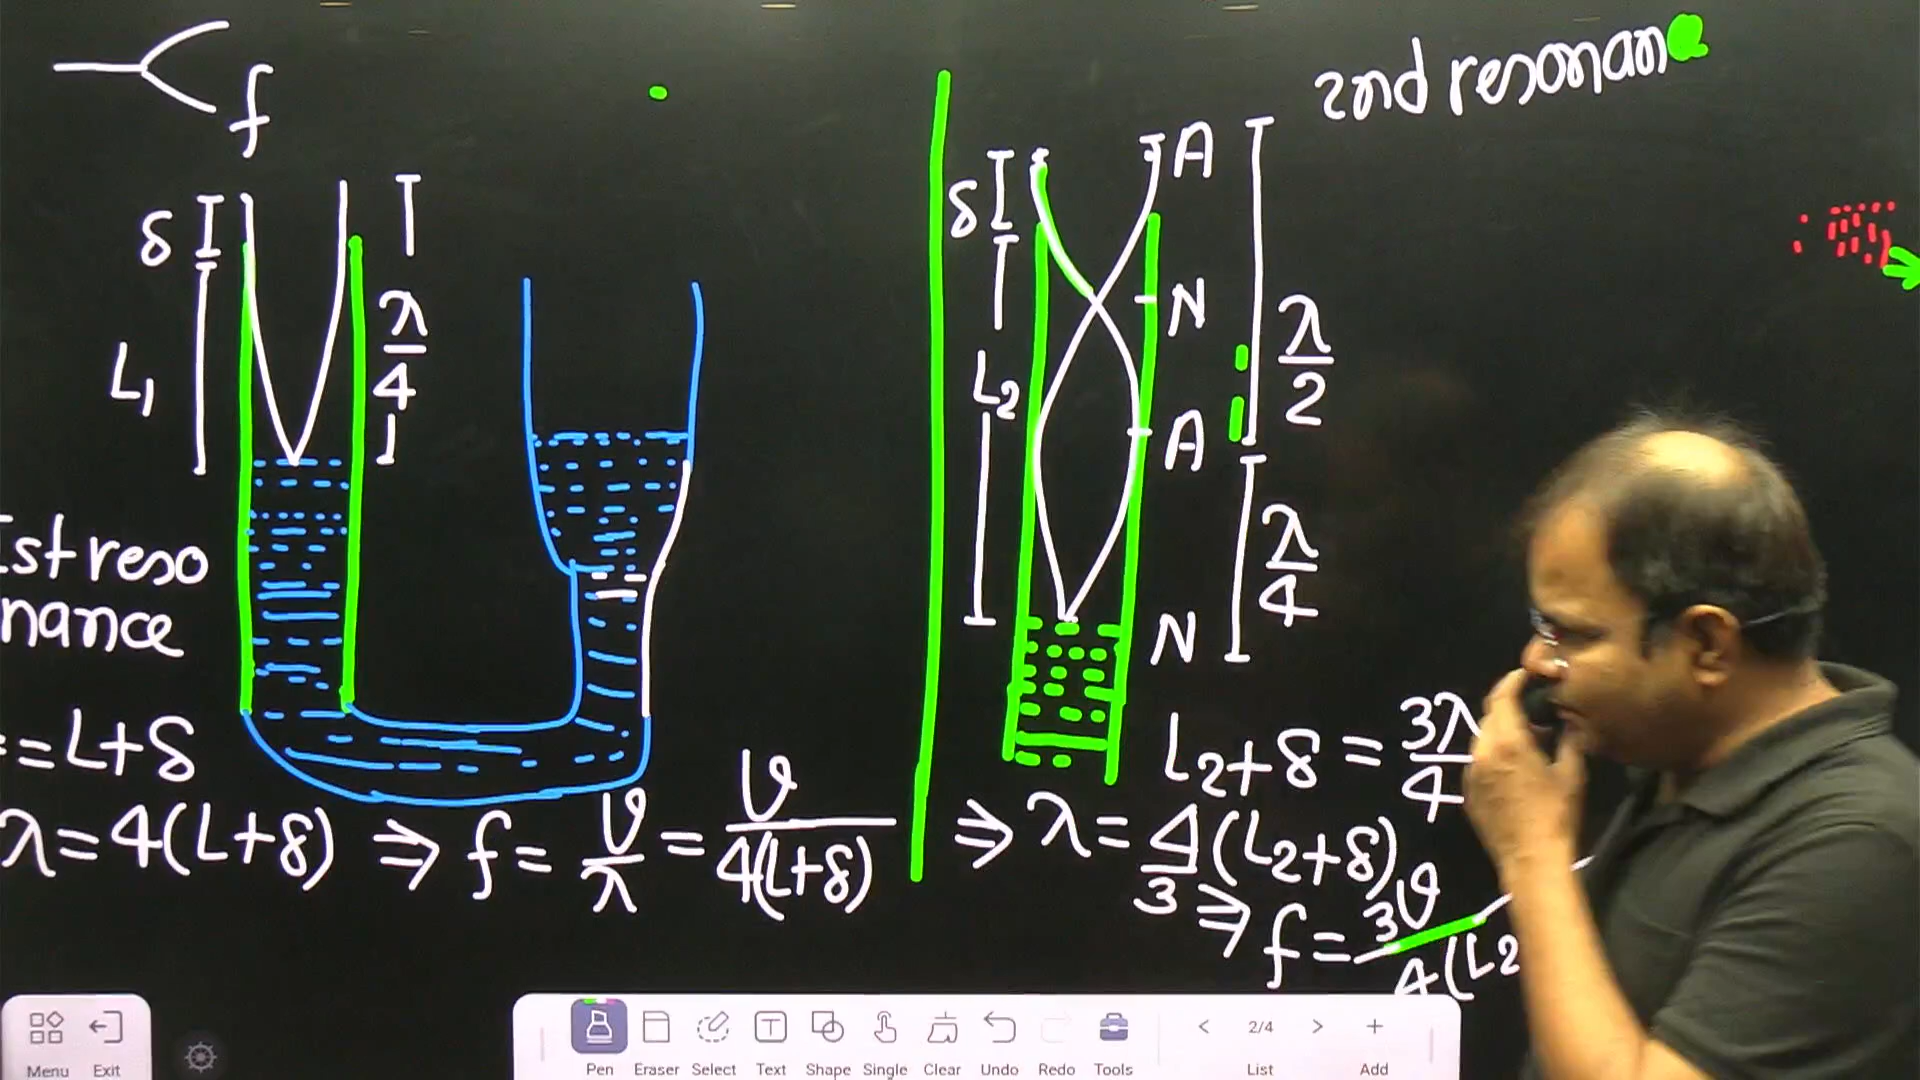 f
δ
L₁
λ/4
Ist reso
nance
= L+δ
λ = 4(L+δ) ⇒ f = v/λ = v/4(L+δ)
2nd resonance
δ
L₂
A
N
A
N
λ/2
λ/4
L₂+δ = 3λ/4
⇒ λ = 4/3 (L₂+δ)
⇒ f = 3v/4(L₂
Menu
Exit
Pen
Eraser
Select
Text
Shape
Single
Clear
Undo
Redo
Tools
< 2/4 >
List
+
Add